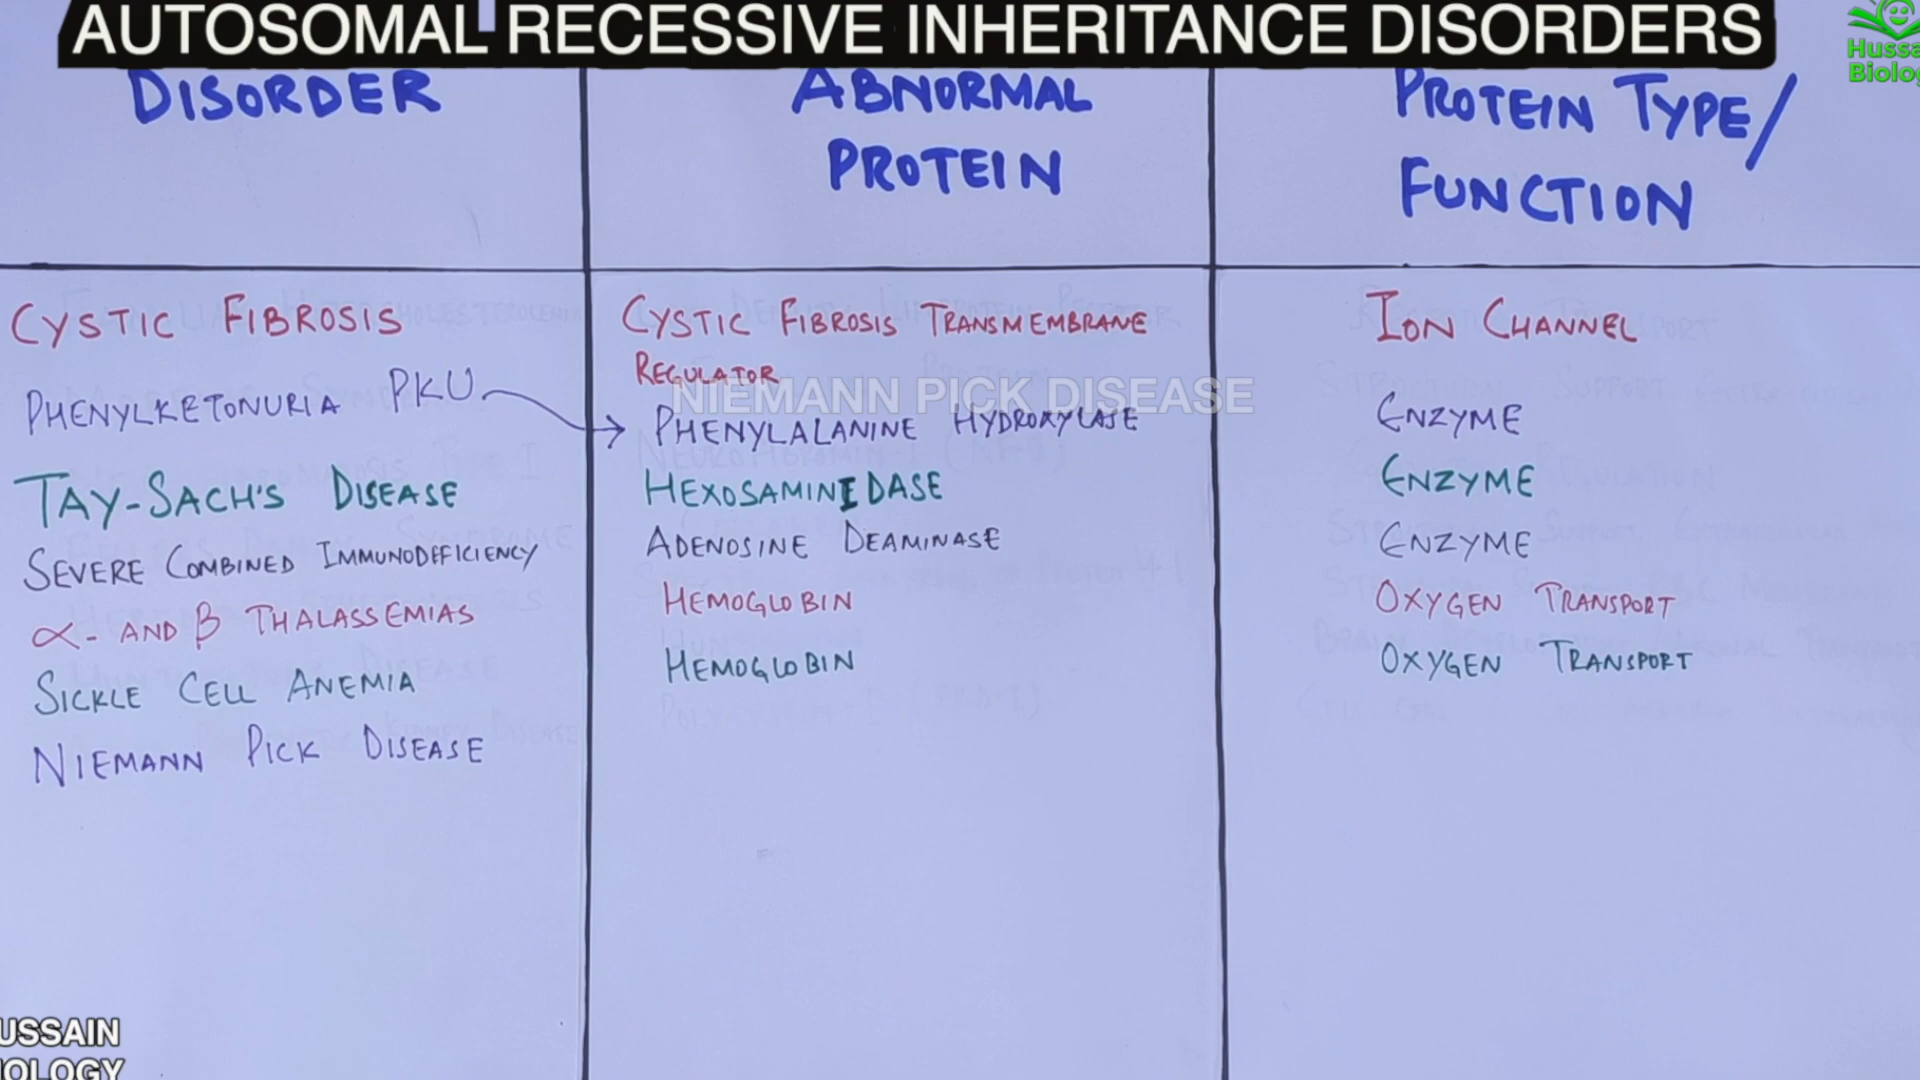 AUTOSOMAL RECESSIVE INHERITANCE DISORDERS
Hussa
Biolog
DISORDER
ABNORMAL
PROTEIN
PROTEIN TYPE/
FUNCTION
CYSTIC FIBROSIS
CYSTIC FIBROSIS TRANSMEMBRANE
REGULATOR
ION CHANNEL
NIEMANN PICK DISEASE
PHENYLKETONURIA PKU
PHENYLALANINE HYDROXYLASE
ENZYME
TAY-SACH'S DISEASE
HEXOSAMINIDASE
ENZYME
SEVERE COMBINED IMMUNODEFICIENCY
ADENOSINE DEAMINASE
ENZYME
α- AND β THALASSEMIAS
HEMOGLOBIN
OXYGEN TRANSPORT
SICKLE CELL ANEMIA
HEMOGLOBIN
OXYGEN TRANSPORT
NIEMANN PICK DISEASE
USSAIN
IOLOGY